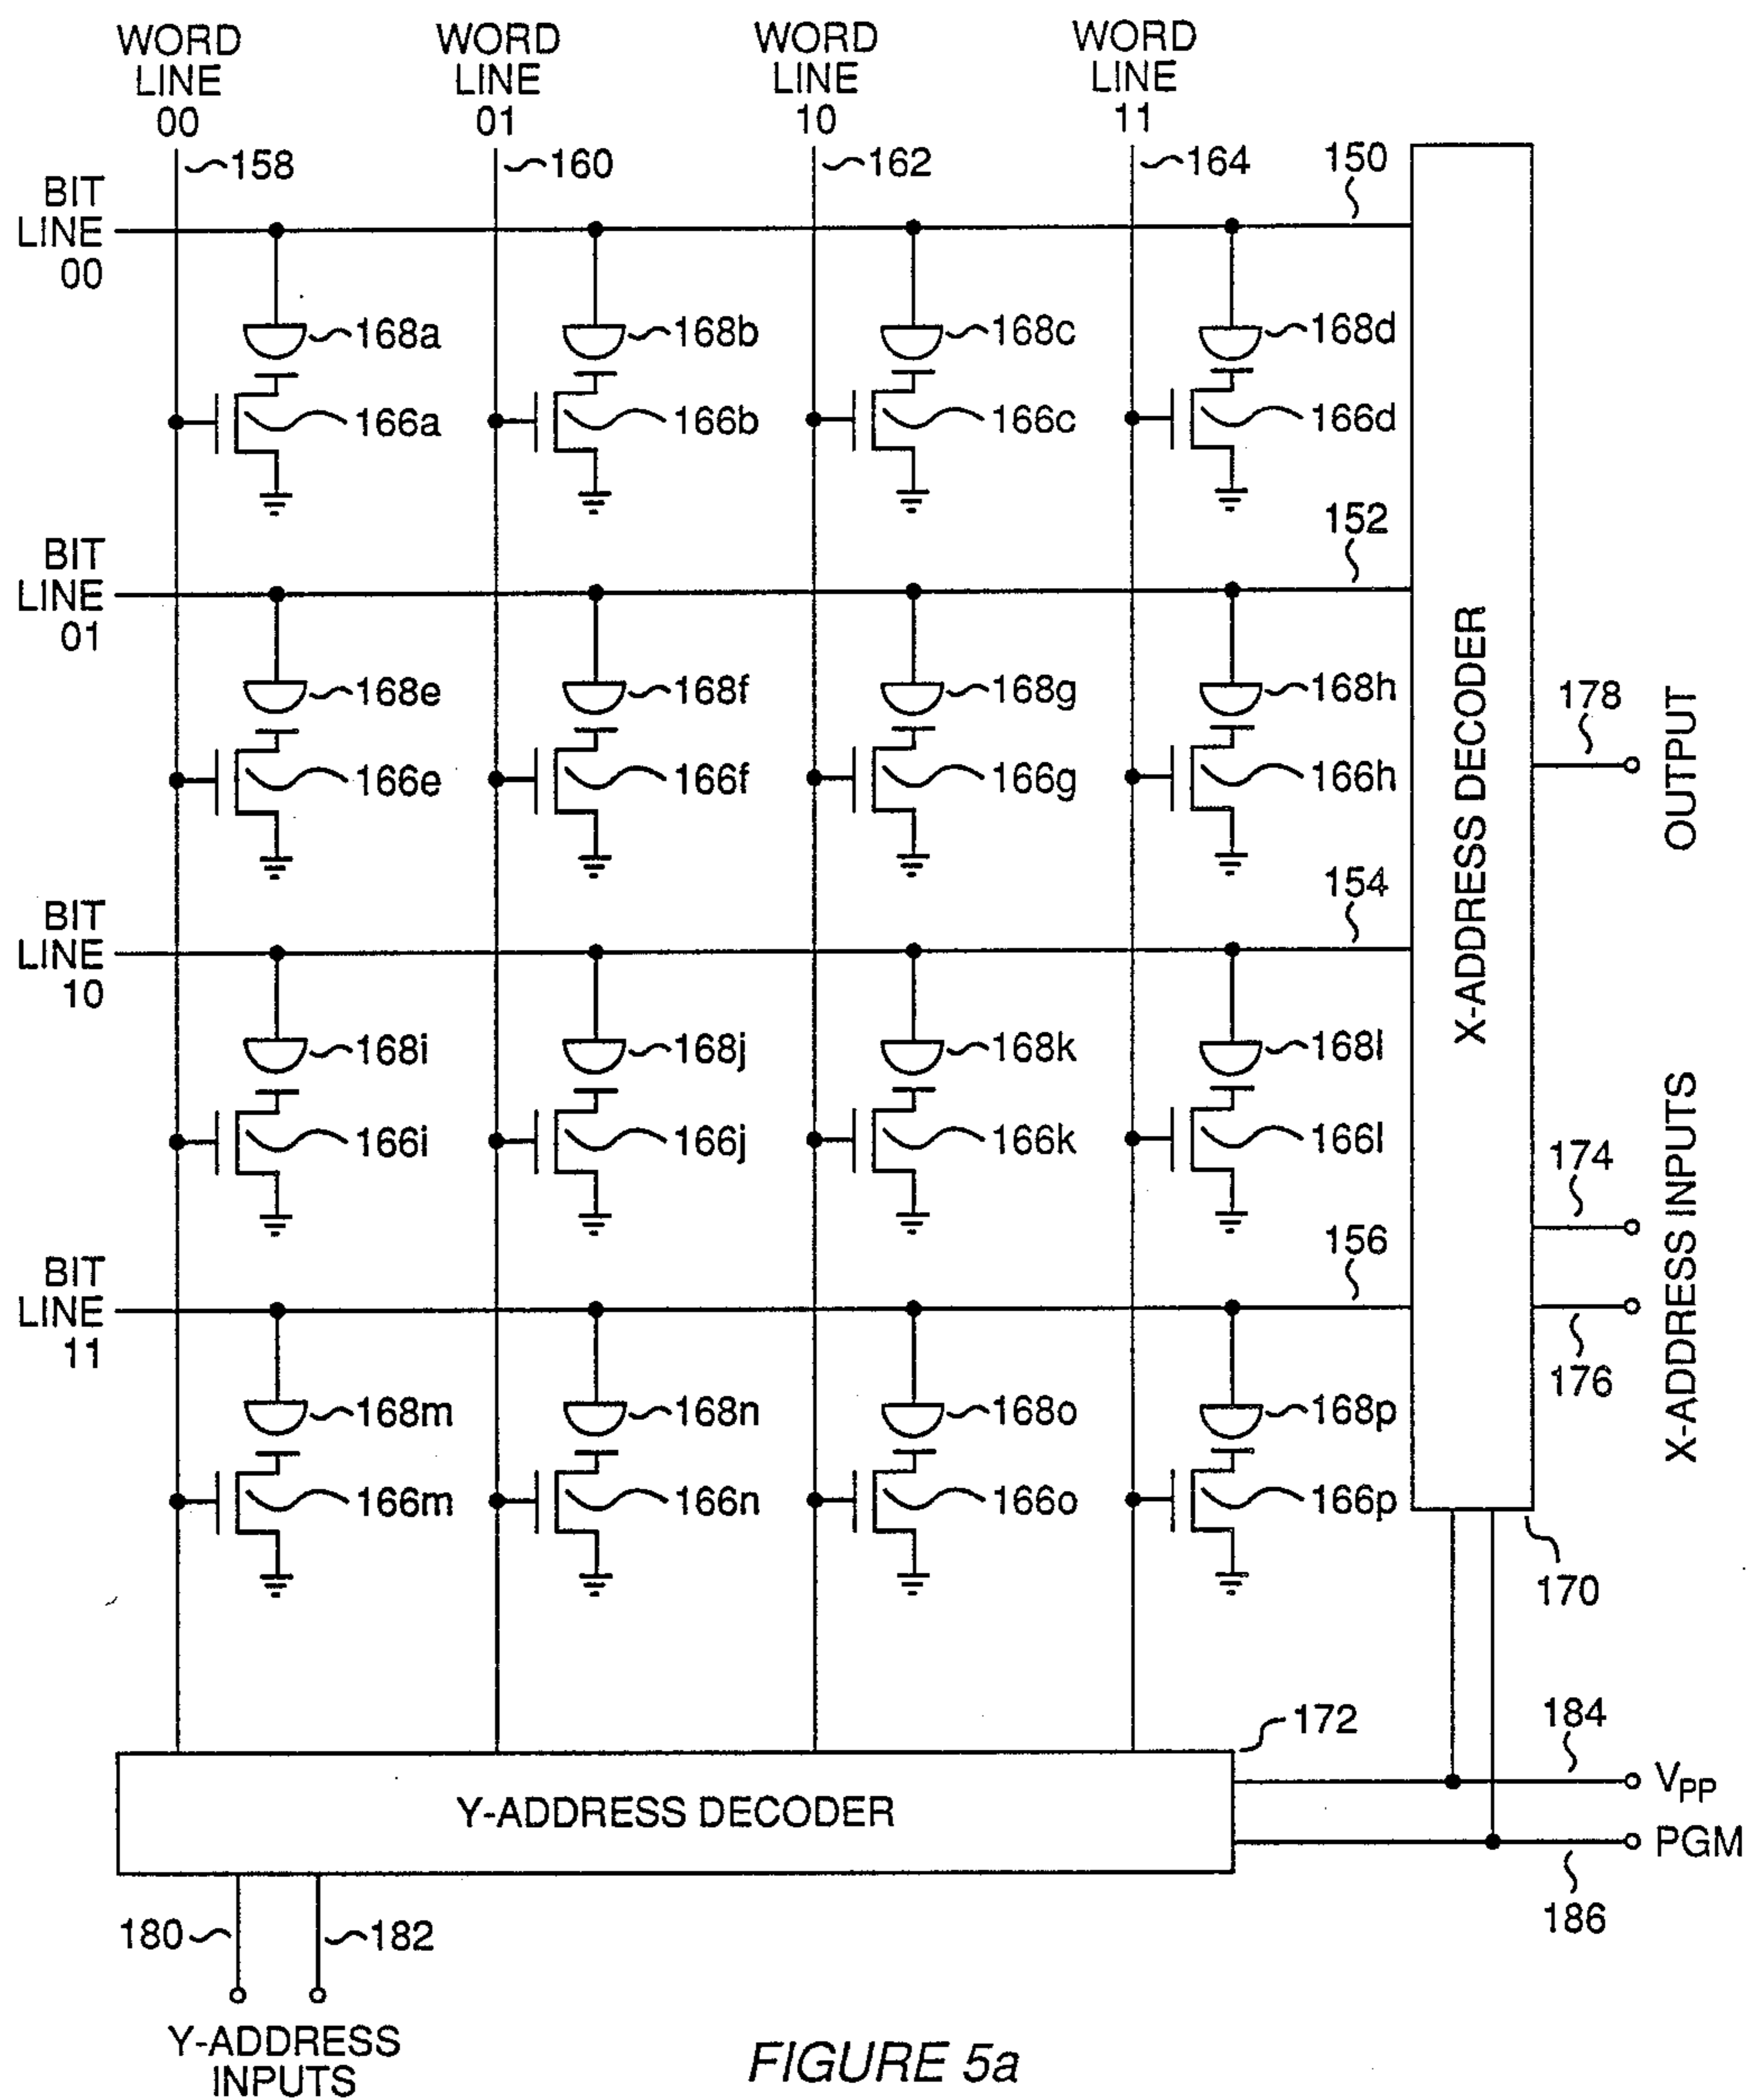 WORD
LINE
00
WORD
LINE
01
WORD
LINE
10
WORD
LINE
11
158
160
162
164
150
BIT
LINE
00
168a
168b
168c
168d
166a
166b
166c
166d
152
BIT
LINE
01
168e
168f
168g
168h
166e
166f
166g
166h
154
BIT
LINE
10
168i
168j
168k
168l
166i
166j
166k
166l
156
BIT
LINE
11
168m
168n
168o
168p
166m
166n
166o
166p
X-ADDRESS DECODER
178
OUTPUT
174
176
X-ADDRESS INPUTS
170
172
Y-ADDRESS DECODER
184
VPP
PGM
186
180
182
Y-ADDRESS
INPUTS
FIGURE 5a